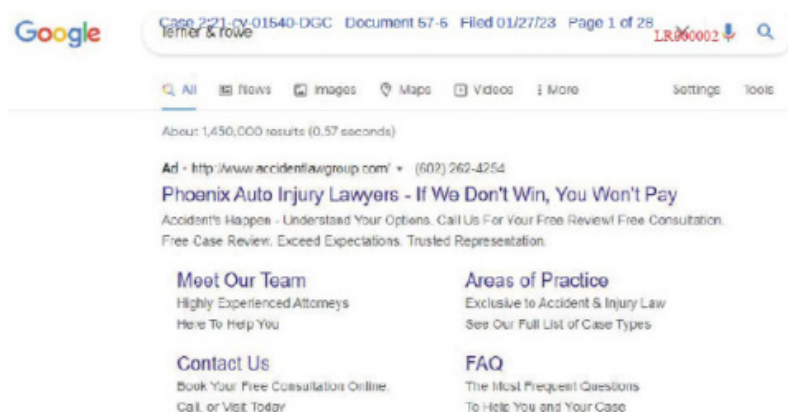 Case 2:21-cv-01540-DGC Document 57-6 Filed 01/27/23 Page 1 of 28
Google
lerner & rowe
LR000002
All News Images Maps Videos More Settings Tools
About 1,450,000 results (0.57 seconds)
Ad · http://www.accidentlawgroup.com/ (602) 262-4254
Phoenix Auto Injury Lawyers - If We Don't Win, You Won't Pay
Accident's Happen - Understand Your Options. Call Us For Your Free Review! Free Consultation.
Free Case Review. Exceed Expectations. Trusted Representation.
Meet Our Team
Highly Experienced Attorneys
Here To Help You
Areas of Practice
Exclusive to Accident & Injury Law
See Our Full List of Case Types
Contact Us
Book Your Free Consultation Online,
Call, or Visit Today
FAQ
The Most Frequent Questions
To Help You and Your Case